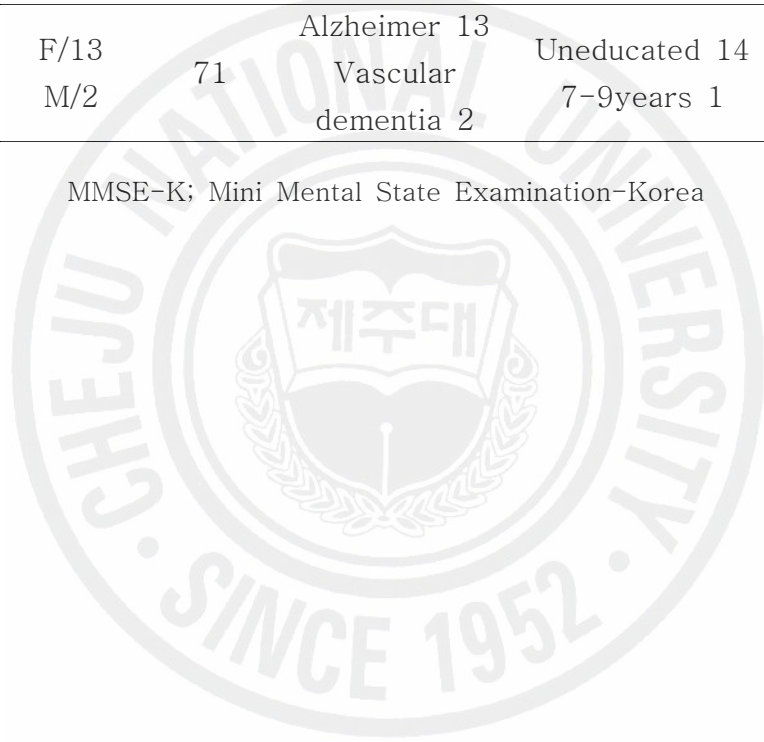 F/13
M/2
71
Alzheimer 13
Vascular
dementia 2
Uneducated 14
7-9years 1
MMSE-K; Mini Mental State Examination-Korea
CHEJU NATIONAL UNIVERSITY
제주대
SINCE 1952